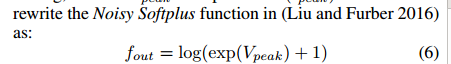 rewrite the Noisy Softplus function in (Liu and Furber 2016)
as:
f_out = log(exp(V_peak) + 1) (6)